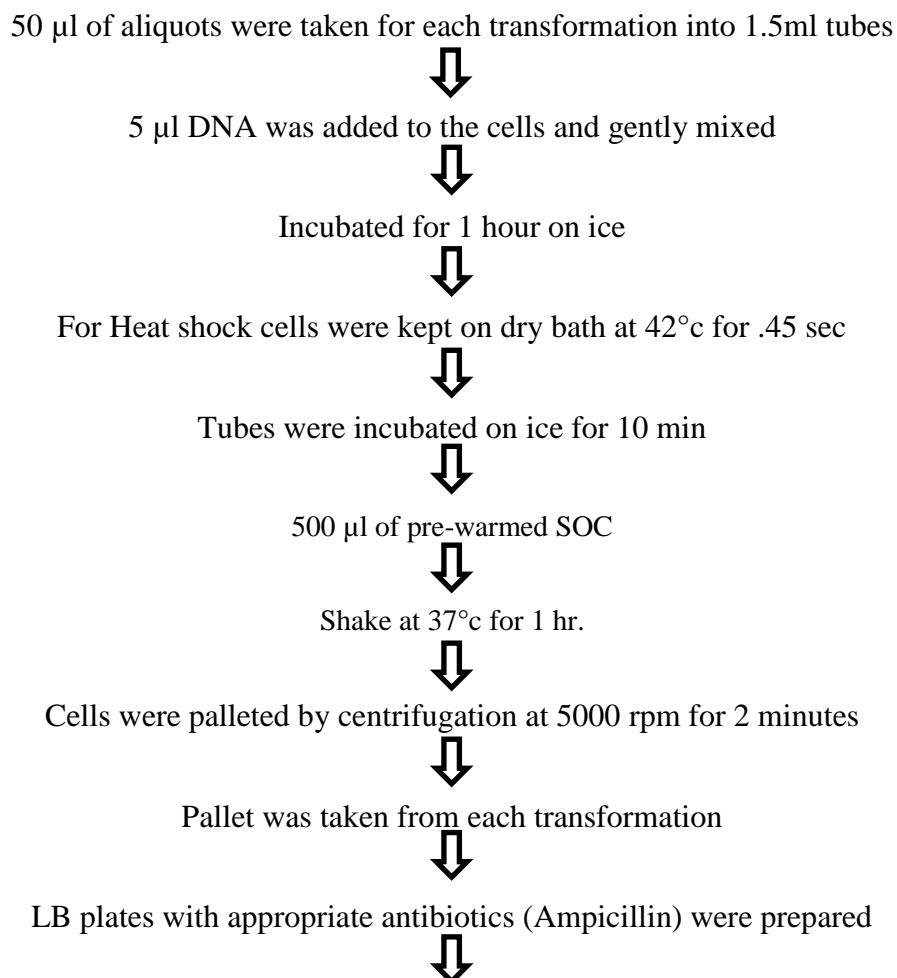 50 µl of aliquots were taken for each transformation into 1.5ml tubes
5 µl DNA was added to the cells and gently mixed
Incubated for 1 hour on ice
For Heat shock cells were kept on dry bath at 42°c for .45 sec
Tubes were incubated on ice for 10 min
500 µl of pre-warmed SOC
Shake at 37°c for 1 hr.
Cells were palleted by centrifugation at 5000 rpm for 2 minutes
Pallet was taken from each transformation
LB plates with appropriate antibiotics (Ampicillin) were prepared